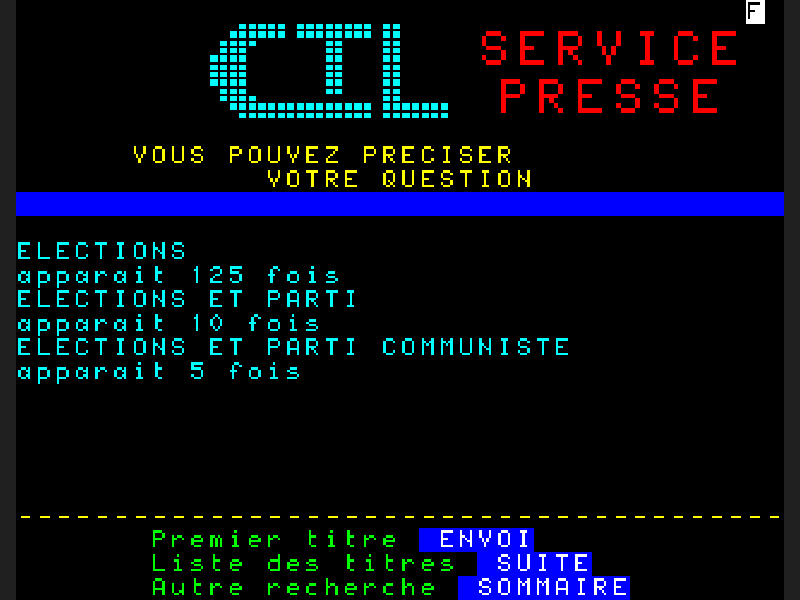 F
CIL SERVICE
PRESSE
VOUS POUVEZ PRECISER
VOTRE QUESTION
ELECTIONS
apparait 125 fois
ELECTIONS ET PARTI
apparait 10 fois
ELECTIONS ET PARTI COMMUNISTE
apparait 5 fois
Premier titre ENVOI
Liste des titres SUITE
Autre recherche SOMMAIRE